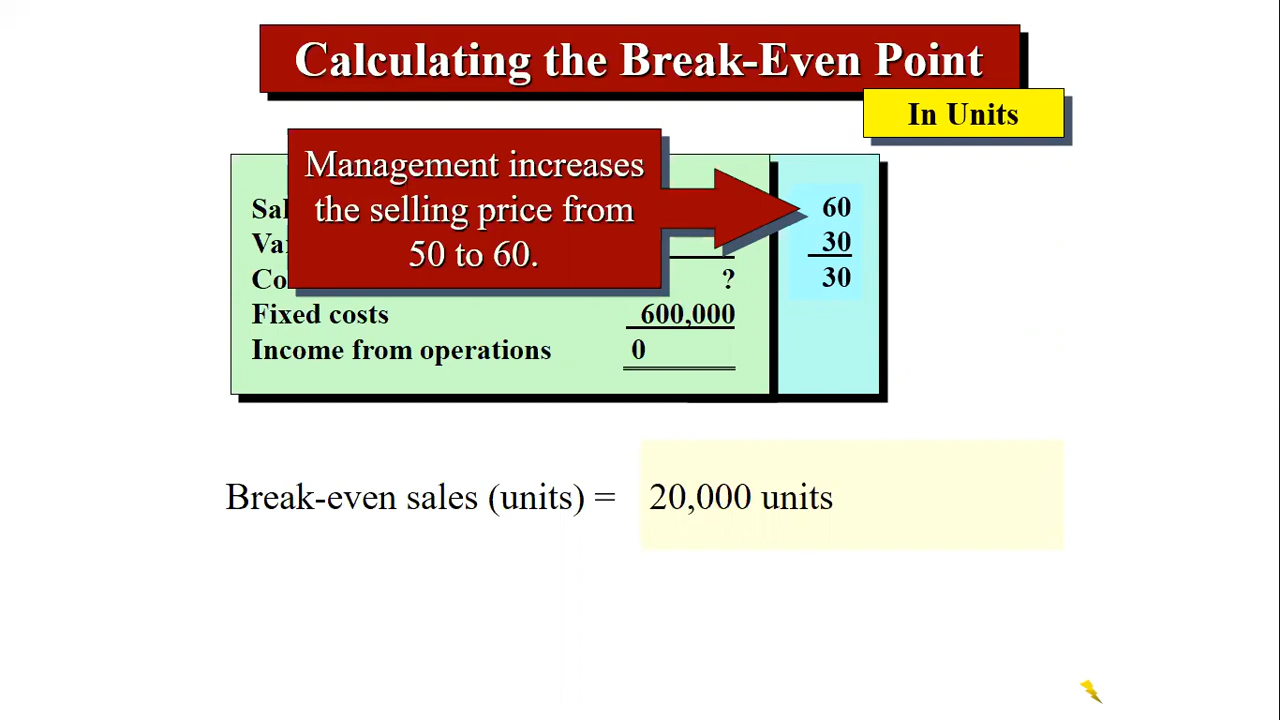 Calculating the Break-Even Point
In Units
Management increases
the selling price from
50 to 60.
60
30
? 30
Fixed costs 600,000
Income from operations 0
Break-even sales (units) = 20,000 units